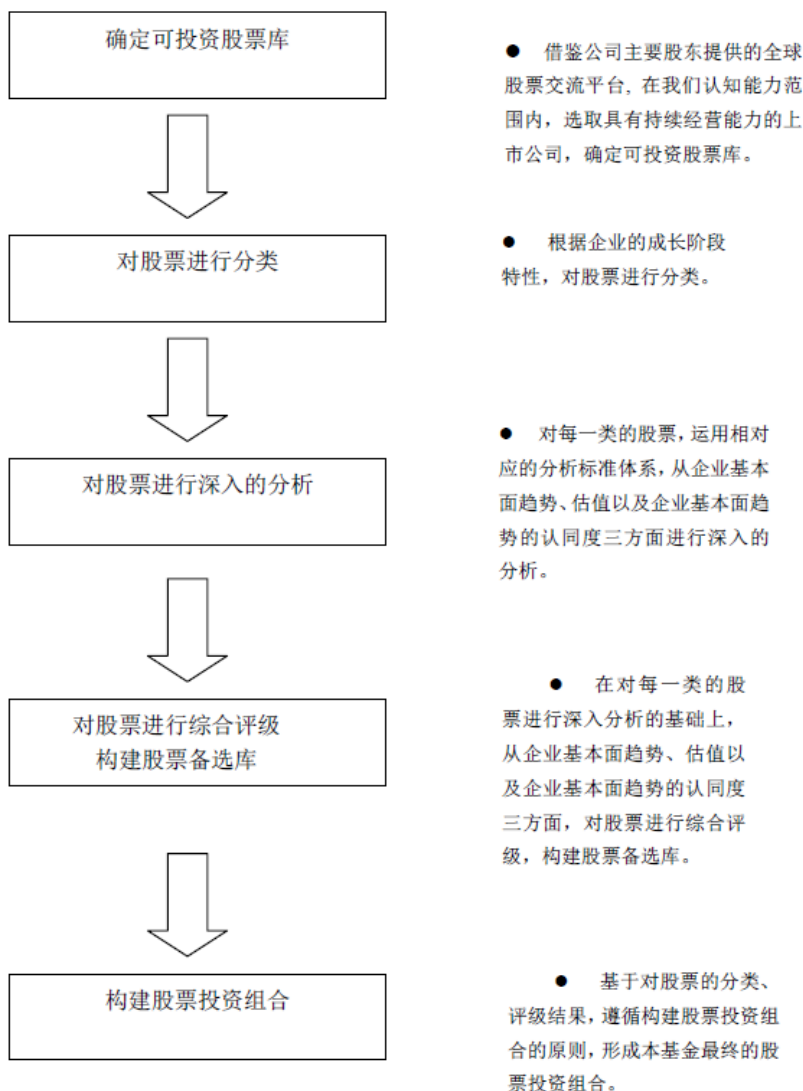 确定可投资股票库
● 借鉴公司主要股东提供的全球
股票交流平台, 在我们认知能力范
围内，选取具有持续经营能力的上
市公司，确定可投资股票库。
对股票进行分类
● 根据企业的成长阶段
特性，对股票进行分类。
对股票进行深入的分析
● 对每一类的股票，运用相对
应的分析标准体系，从企业基本
面趋势、估值以及企业基本面趋
势的认同度三方面进行深入的
分析。
对股票进行综合评级
构建股票备选库
● 在对每一类的股
票进行深入分析的基础上，
从企业基本面趋势、估值以
及企业基本面趋势的认同度
三方面，对股票进行综合评
级，构建股票备选库。
构建股票投资组合
● 基于对股票的分类、
评级结果，遵循构建股票投资组
合的原则，形成本基金最终的股
票投资组合。